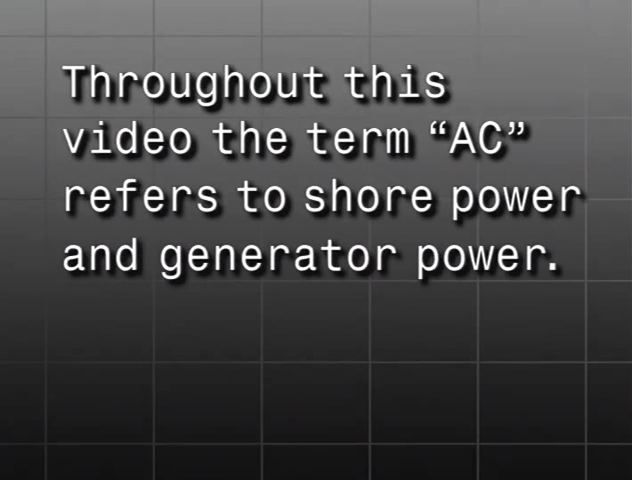 Throughout this
video the term “AC”
refers to shore power
and generator power.